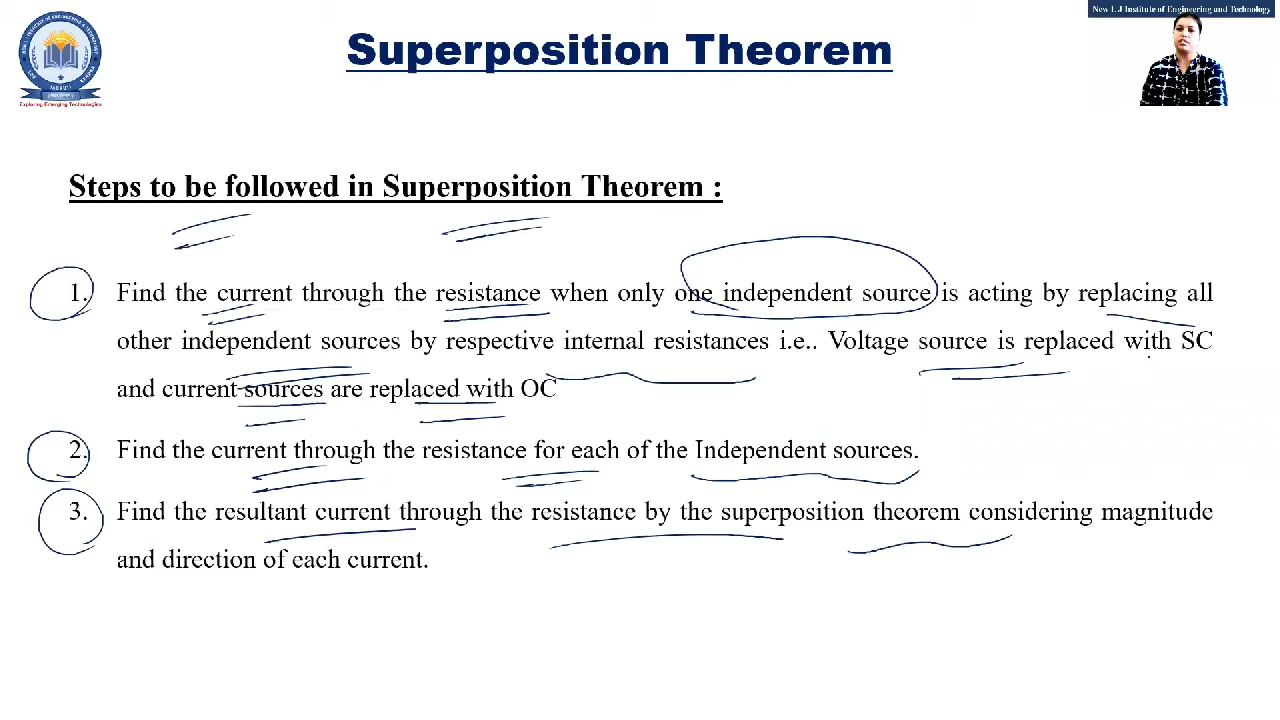 New L J Institute of Engineering and Technology
Superposition Theorem
Exploring Emerging Technologies
Steps to be followed in Superposition Theorem :
1. Find the current through the resistance when only one independent source is acting by replacing all
other independent sources by respective internal resistances i.e.. Voltage source is replaced with SC
and current sources are replaced with OC
2. Find the current through the resistance for each of the Independent sources.
3. Find the resultant current through the resistance by the superposition theorem considering magnitude
and direction of each current.